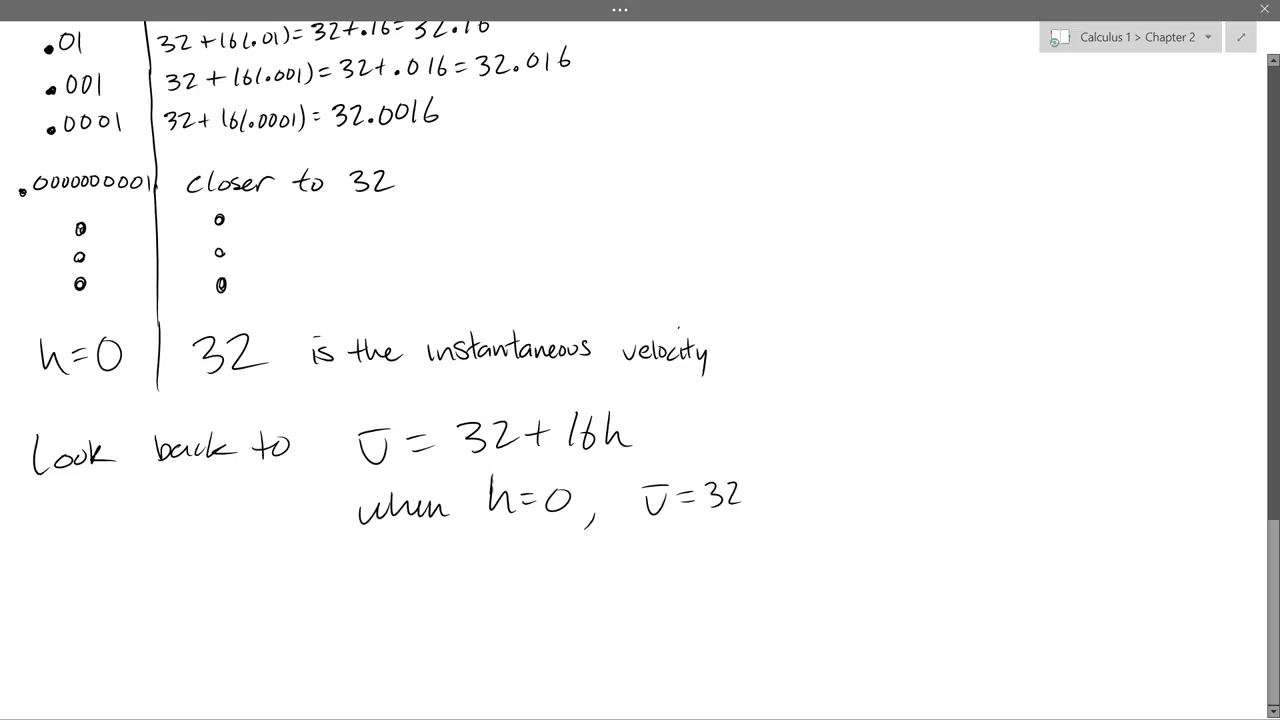 Calculus 1 > Chapter 2
.01 32+16(.01)=32+.16=32.16
.001 32+16(.001)=32+.016=32.016
.0001 32+16(.0001)=32.0016
.0000000001 closer to 32
h=0 32 is the instantaneous velocity
Look back to v̅ = 32+16h
when h=0, v̅=32